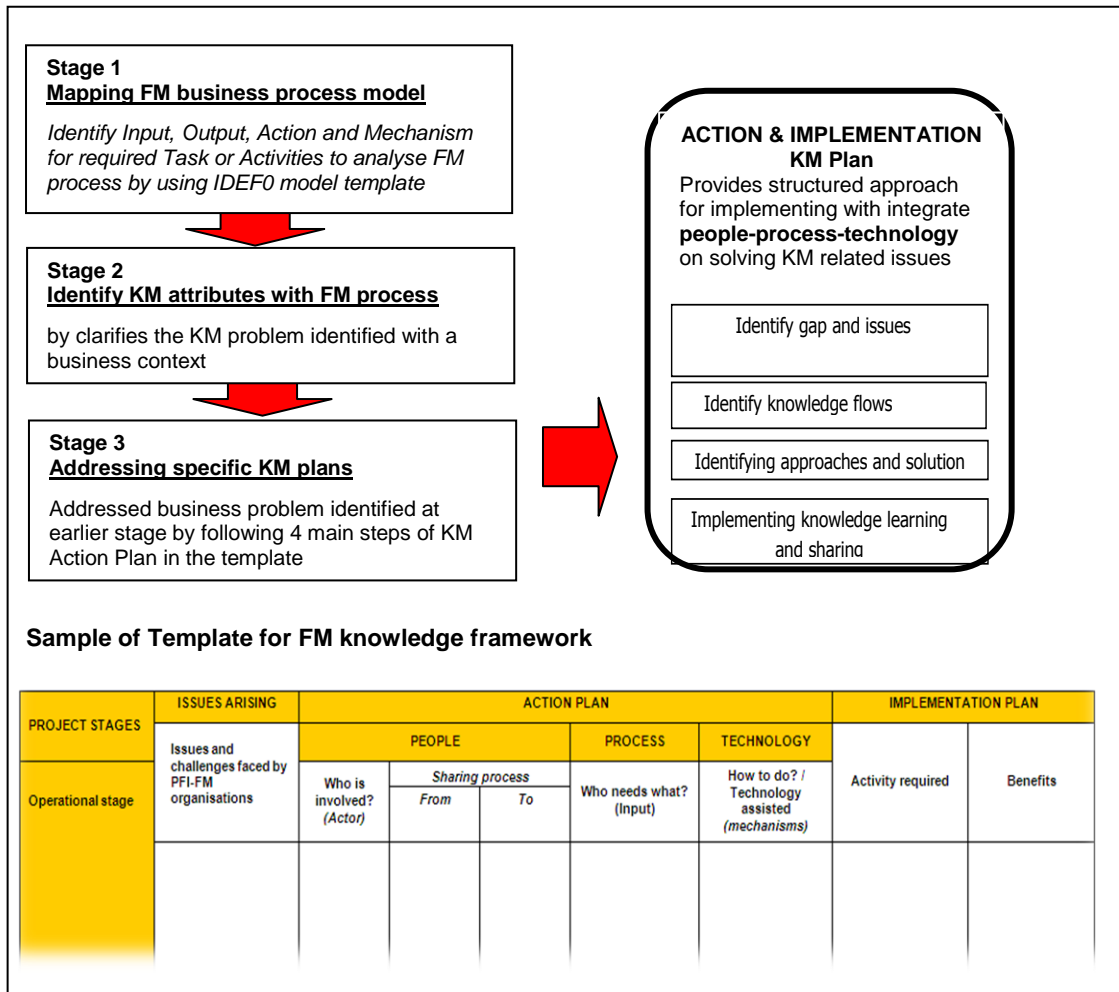 Stage 1
Mapping FM business process model
Identify Input, Output, Action and Mechanism
for required Task or Activities to analyse FM
process by using IDEF0 model template
Stage 2
Identify KM attributes with FM process
by clarifies the KM problem identified with a
business context
Stage 3
Addressing specific KM plans
Addressed business problem identified at
earlier stage by following 4 main steps of KM
Action Plan in the template
ACTION & IMPLEMENTATION
KM Plan
Provides structured approach
for implementing with integrate
people-process-technology
on solving KM related issues
Identify gap and issues
Identify knowledge flows
Identifying approaches and solution
Implementing knowledge learning
and sharing
Sample of Template for FM knowledge framework
PROJECT STAGES
ISSUES ARISING
ACTION PLAN
IMPLEMENTATION PLAN
PEOPLE
PROCESS
TECHNOLOGY
Operational stage
Issues and
challenges faced by
PFI-FM
organisations
Who is
involved?
(Actor)
Sharing process
From
To
Who needs what?
(Input)
How to do? /
Technology
assisted
(mechanisms)
Activity required
Benefits